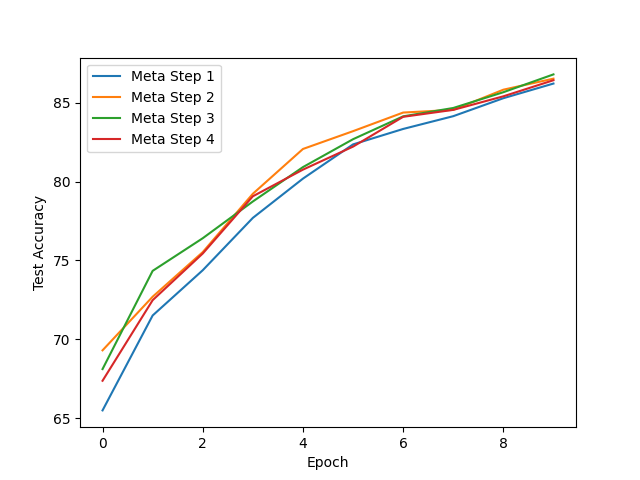 Meta Step 1
Meta Step 2
Meta Step 3
Meta Step 4
85
80
75
70
65
Test Accuracy
0 2 4 6 8
Epoch